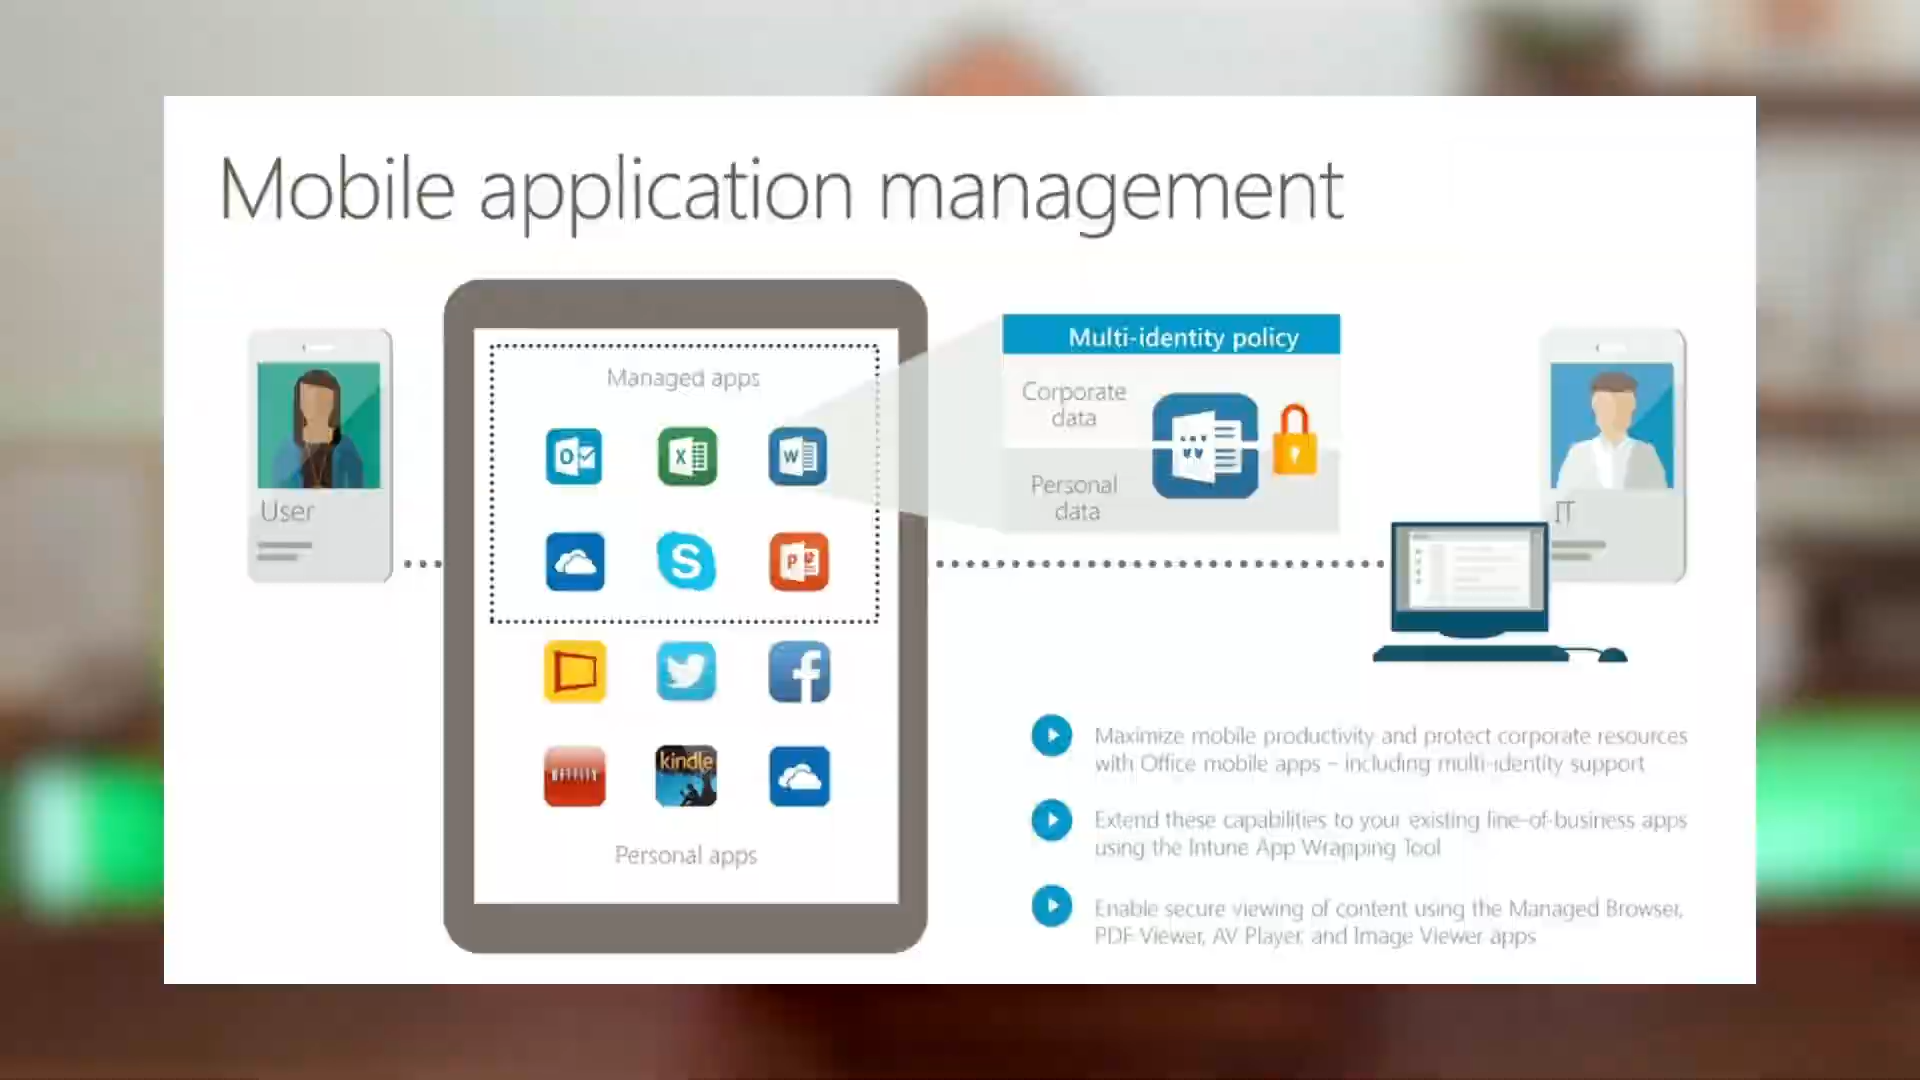 Mobile application management
Managed apps
Multi-identity policy
Corporate
data
Personal
data
User
IT
NETFLIX
kindle
Personal apps
Maximize mobile productivity and protect corporate resources
with Office mobile apps – including multi-identity support
Extend these capabilities to your existing line-of-business apps
using the Intune App Wrapping Tool
Enable secure viewing of content using the Managed Browser,
PDF Viewer, AV Player, and Image Viewer apps